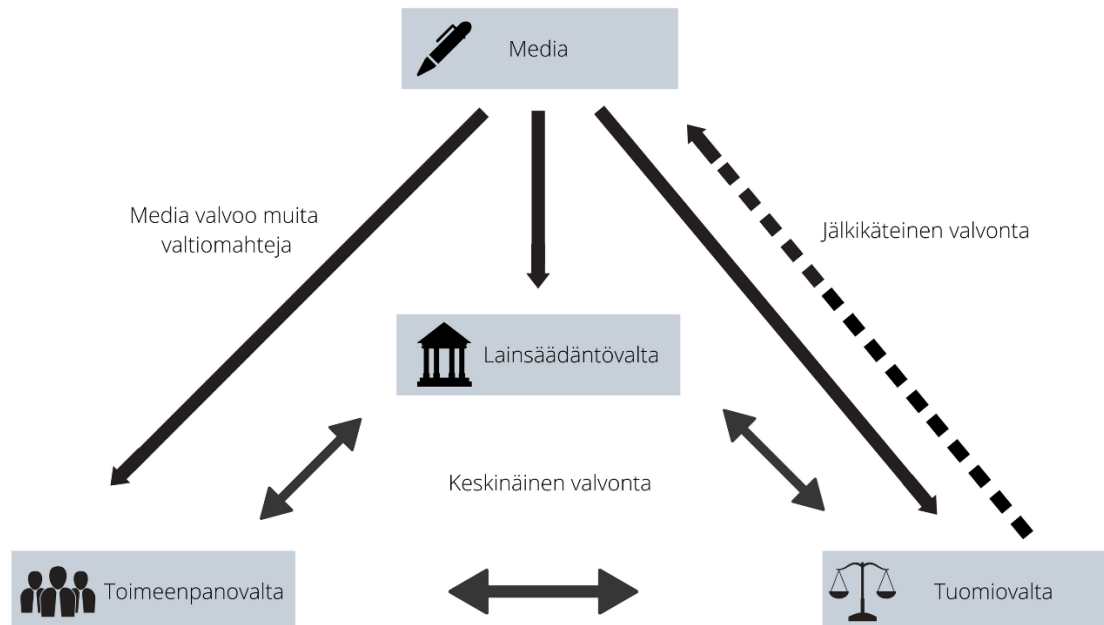 Media
Media valvoo muita
valtiomahteja
Jälkikäteinen valvonta
Lainsäädäntövalta
Keskinäinen valvonta
Toimeenpanovalta
Tuomiovalta